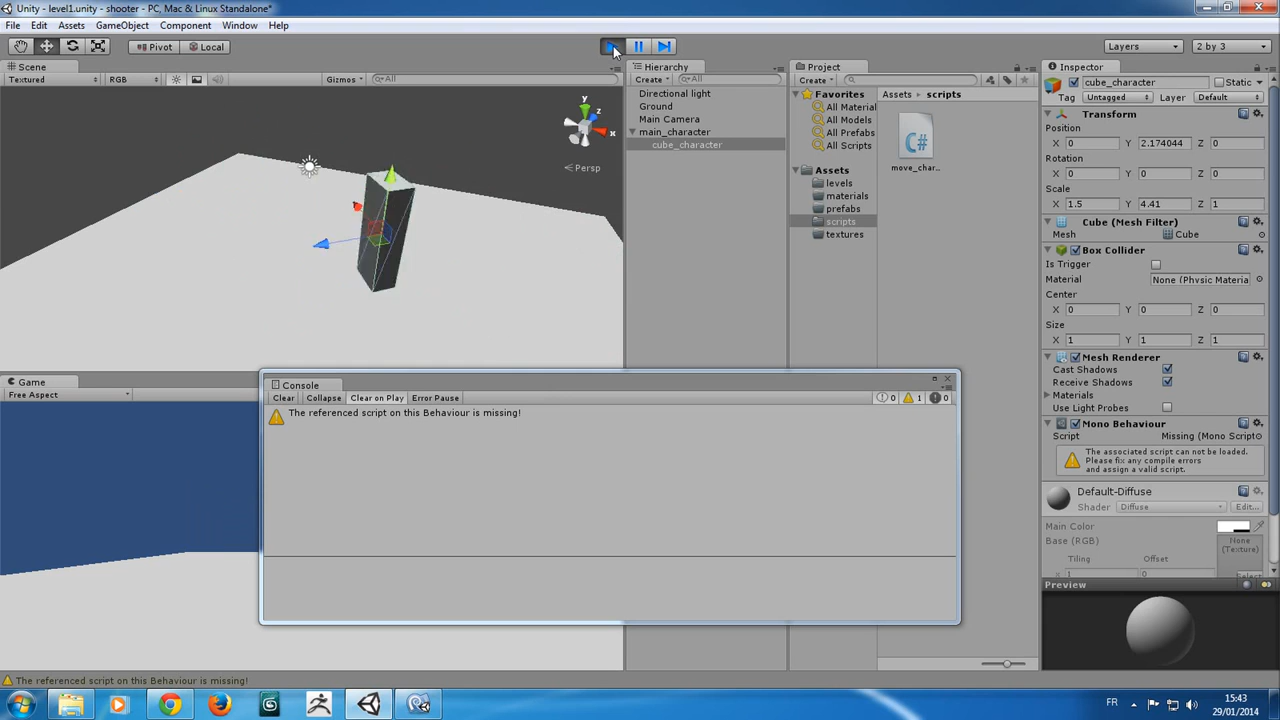 Unity - level1.unity - shooter - PC, Mac & Linux Standalone*
File Edit Assets GameObject Component Window Help
Pivot Local Layers 2 by 3
Scene
Textured RGB Gizmos All
y
z
x
Persp
Hierarchy
Create All
Directional light
Ground
Main Camera
main_character
cube_character
Project
Create
Favorites
All Material
All Models
All Prefabs
All Scripts
Assets
levels
materials
prefabs
scripts
textures
Assets scripts
C#
move_char...
Inspector
cube_character Static
Tag Untagged Layer Default
Transform
Position
X 0 Y 2.174044 Z 0
Rotation
X 0 Y 0 Z 0
Scale
X 1.5 Y 4.41 Z 1
Cube (Mesh Filter)
Mesh Cube
Box Collider
Is Trigger
Material None (Physic Materia
Center
X 0 Y 0 Z 0
Size
X 1 Y 1 Z 1
Mesh Renderer
Cast Shadows
Receive Shadows
Materials
Use Light Probes
Mono Behaviour
Script Missing (Mono Script
The associated script can not be loaded.
Please fix any compile errors
and assign a valid script.
Default-Diffuse
Shader Diffuse Edit...
Main Color
Base (RGB)
None
(Texture)
Tiling Offset
Select
Preview
Game
Free Aspect
Console
Clear Collapse Clear on Play Error Pause 0 1 0
The referenced script on this Behaviour is missing!
The referenced script on this Behaviour is missing!
FR
15:43
29/01/2014